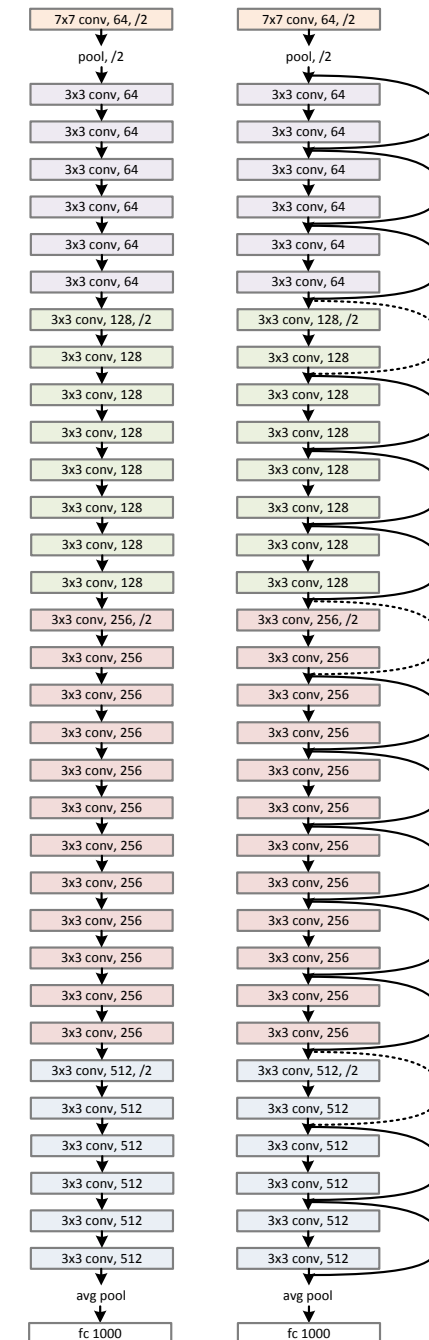 7x7 conv, 64, /2
pool, /2
3x3 conv, 64
3x3 conv, 64
3x3 conv, 64
3x3 conv, 64
3x3 conv, 64
3x3 conv, 64
3x3 conv, 128, /2
3x3 conv, 128
3x3 conv, 128
3x3 conv, 128
3x3 conv, 128
3x3 conv, 128
3x3 conv, 128
3x3 conv, 128
3x3 conv, 256, /2
3x3 conv, 256
3x3 conv, 256
3x3 conv, 256
3x3 conv, 256
3x3 conv, 256
3x3 conv, 256
3x3 conv, 256
3x3 conv, 256
3x3 conv, 256
3x3 conv, 256
3x3 conv, 256
3x3 conv, 512, /2
3x3 conv, 512
3x3 conv, 512
3x3 conv, 512
3x3 conv, 512
3x3 conv, 512
avg pool
fc 1000
7x7 conv, 64, /2
pool, /2
3x3 conv, 64
3x3 conv, 64
3x3 conv, 64
3x3 conv, 64
3x3 conv, 64
3x3 conv, 64
3x3 conv, 128, /2
3x3 conv, 128
3x3 conv, 128
3x3 conv, 128
3x3 conv, 128
3x3 conv, 128
3x3 conv, 128
3x3 conv, 128
3x3 conv, 256, /2
3x3 conv, 256
3x3 conv, 256
3x3 conv, 256
3x3 conv, 256
3x3 conv, 256
3x3 conv, 256
3x3 conv, 256
3x3 conv, 256
3x3 conv, 256
3x3 conv, 256
3x3 conv, 256
3x3 conv, 512, /2
3x3 conv, 512
3x3 conv, 512
3x3 conv, 512
3x3 conv, 512
3x3 conv, 512
avg pool
fc 1000